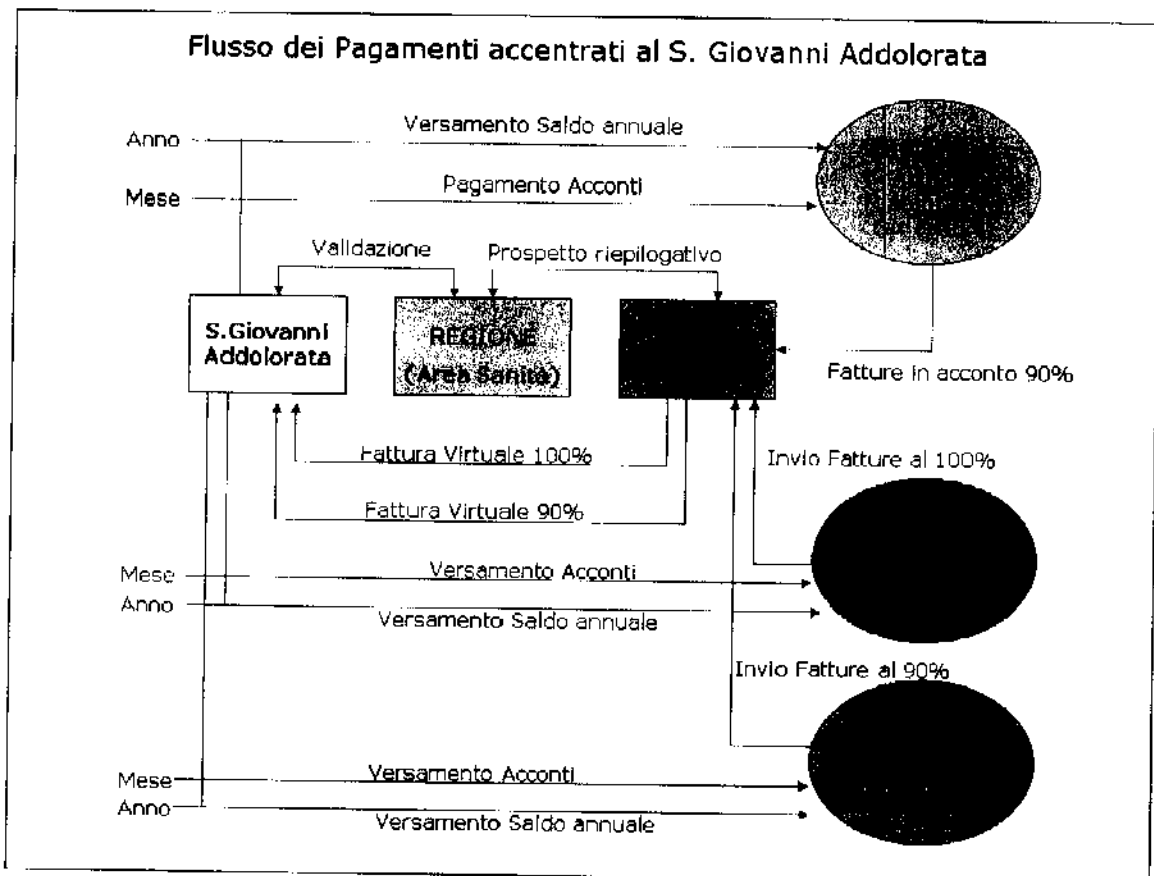 Flusso dei Pagamenti accentrati al S. Giovanni Addolorata
Anno
Versamento Saldo annuale
Mese
Pagamento Acconti
Validazione
Prospetto riepilogativo
S.Giovanni
Addolorata
REGIONE
(Area Sanità)
Fatture in acconto 90%
Fattura Virtuale 100%
Invio Fatture al 100%
Fattura Virtuale 90%
Mese
Versamento Acconti
Anno
Versamento Saldo annuale
Invio Fatture al 90%
Mese
Versamento Acconti
Anno
Versamento Saldo annuale